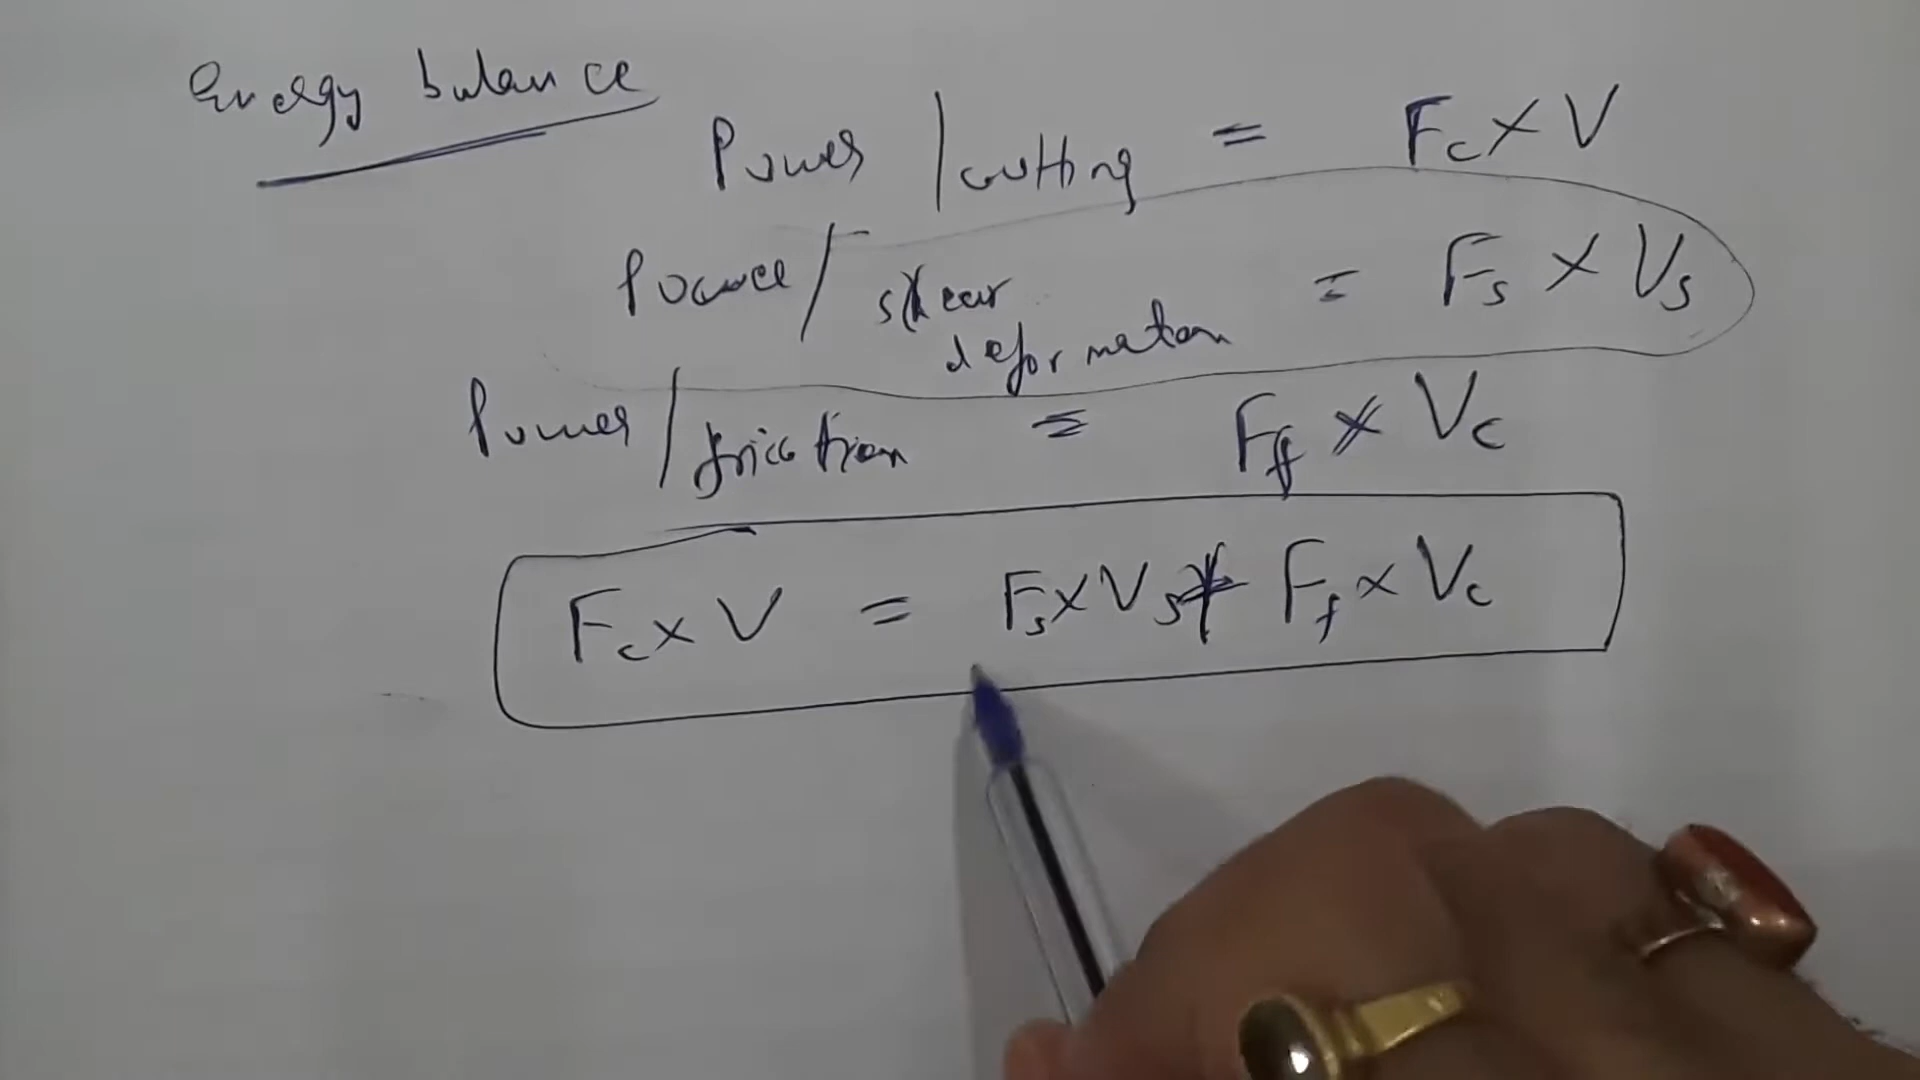 Energy balance
Power / cutting = Fc × V
Power / shear deformation = Fs × Vs
Power / friction = Ff × Vc
Fc × V = Fs × Vs + Ff × Vc